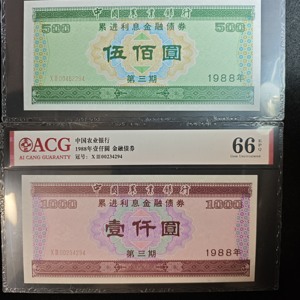 中国农业银行
累进利息金融债券
500
伍佰圆
500
第三期
1988年
ACG
AI CANG GUARANTY
中国农业银行
1988年壹仟圆 金融债券
冠号: XⅢ00234294
66
EPQ
中国农业银行
累进利息金融债券
1000
壹仟圆
1000
第三期
1988年